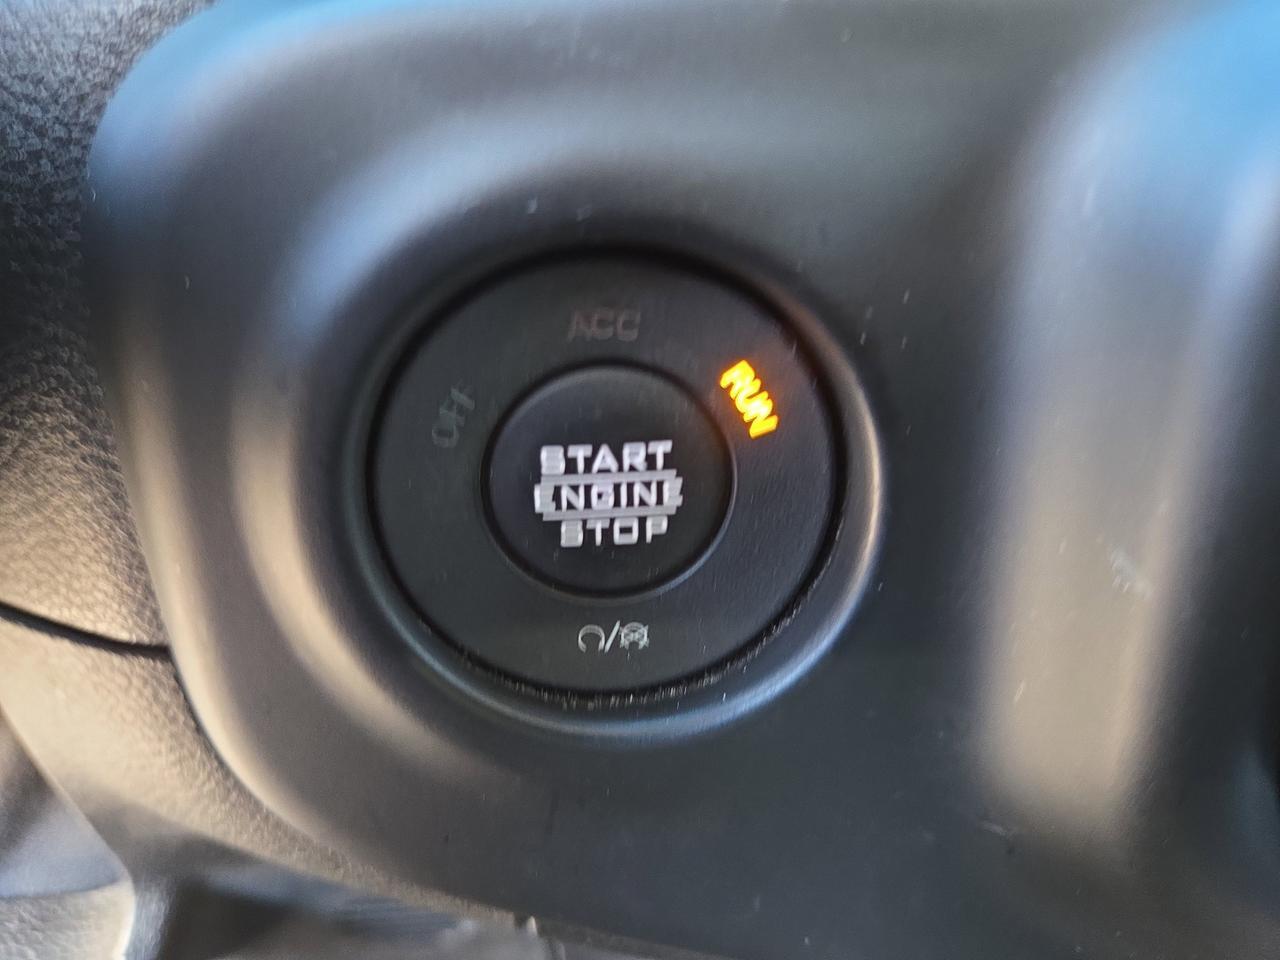 ACC
OFF
RUN
START
ENGINE
STOP